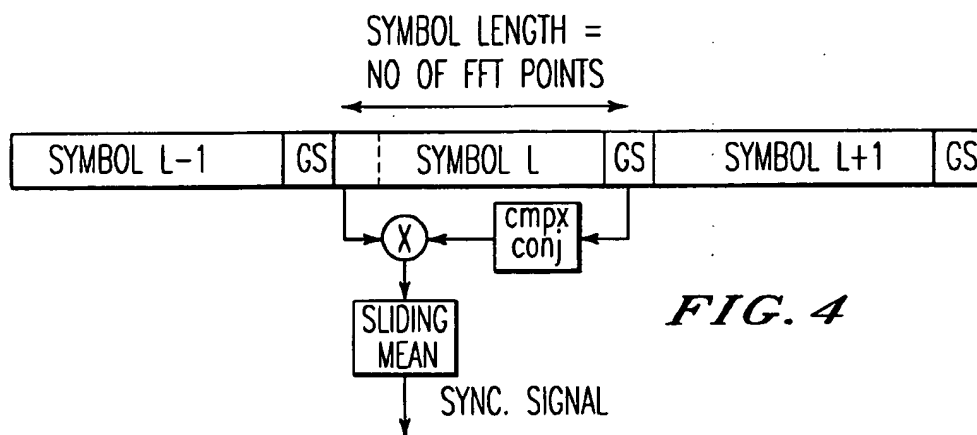 SYMBOL LENGTH =
NO OF FFT POINTS
SYMBOL L-1 GS SYMBOL L GS SYMBOL L+1 GS
X cmpx
conj
SLIDING
MEAN
SYNC. SIGNAL
FIG. 4